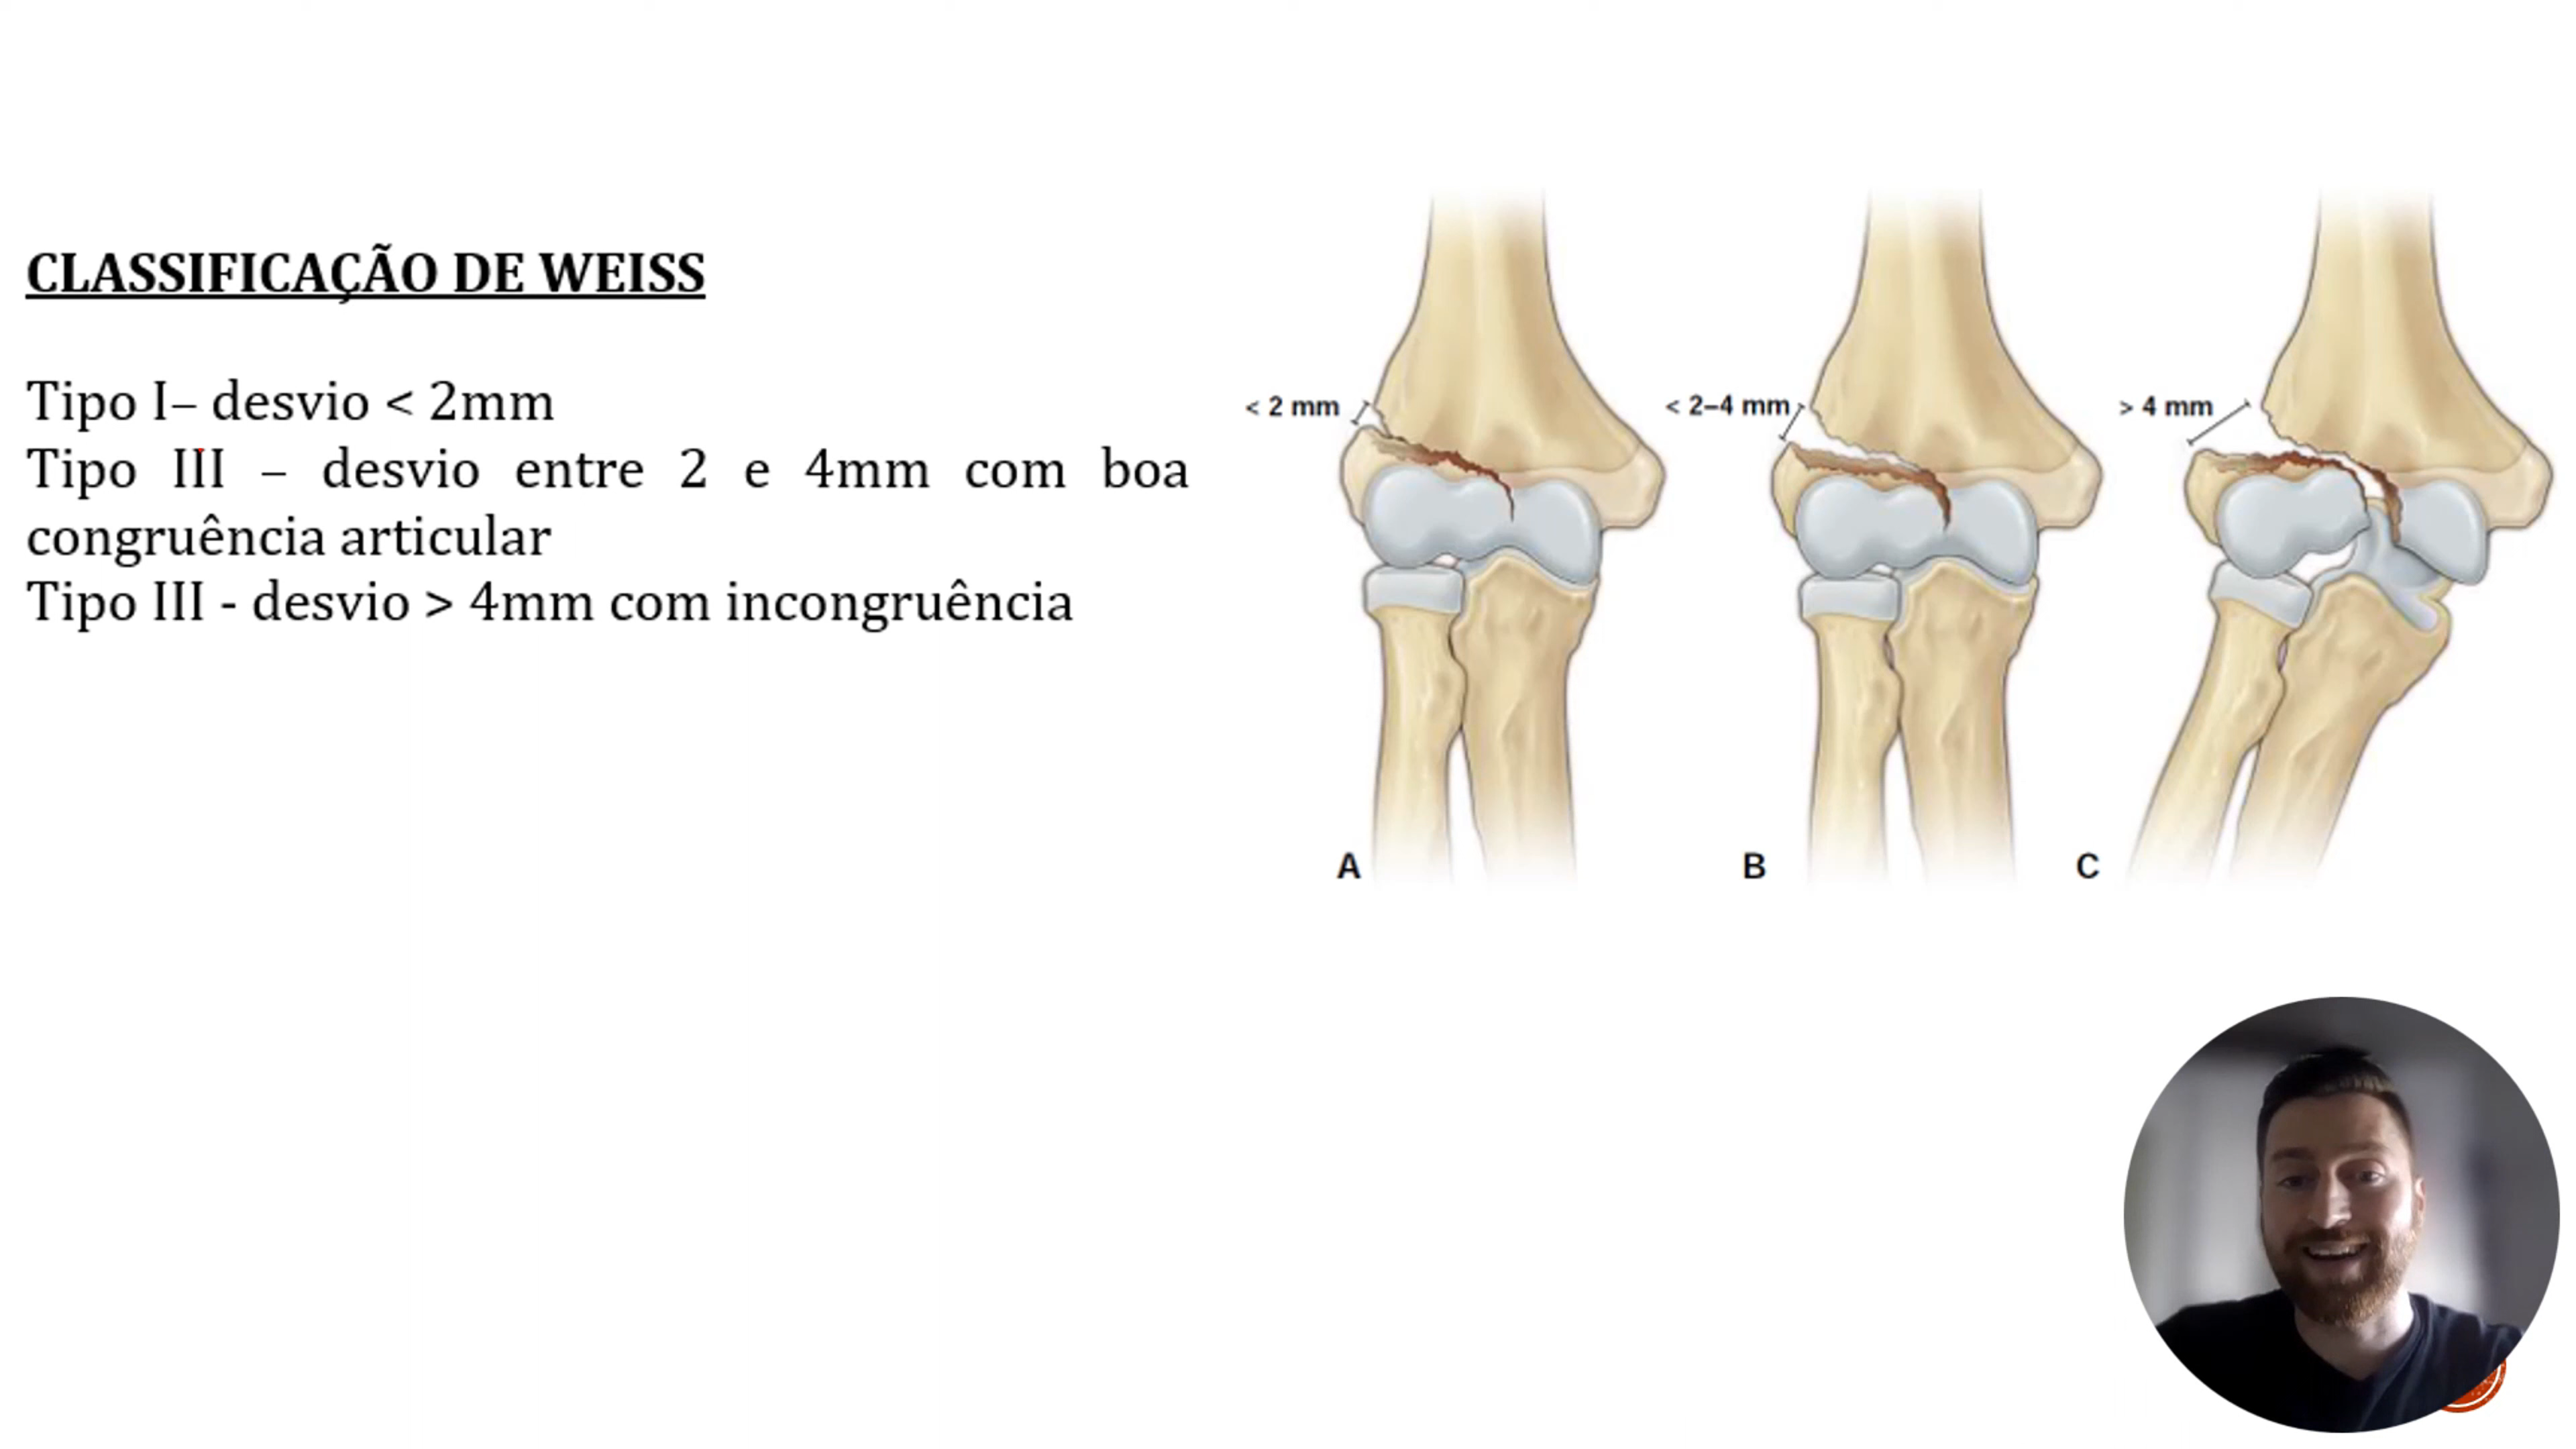 CLASSIFICAÇÃO DE WEISS
Tipo I– desvio < 2mm
Tipo III – desvio entre 2 e 4mm com boa
congruência articular
Tipo III - desvio > 4mm com incongruência
< 2 mm
< 2–4 mm
> 4 mm
A
B
C